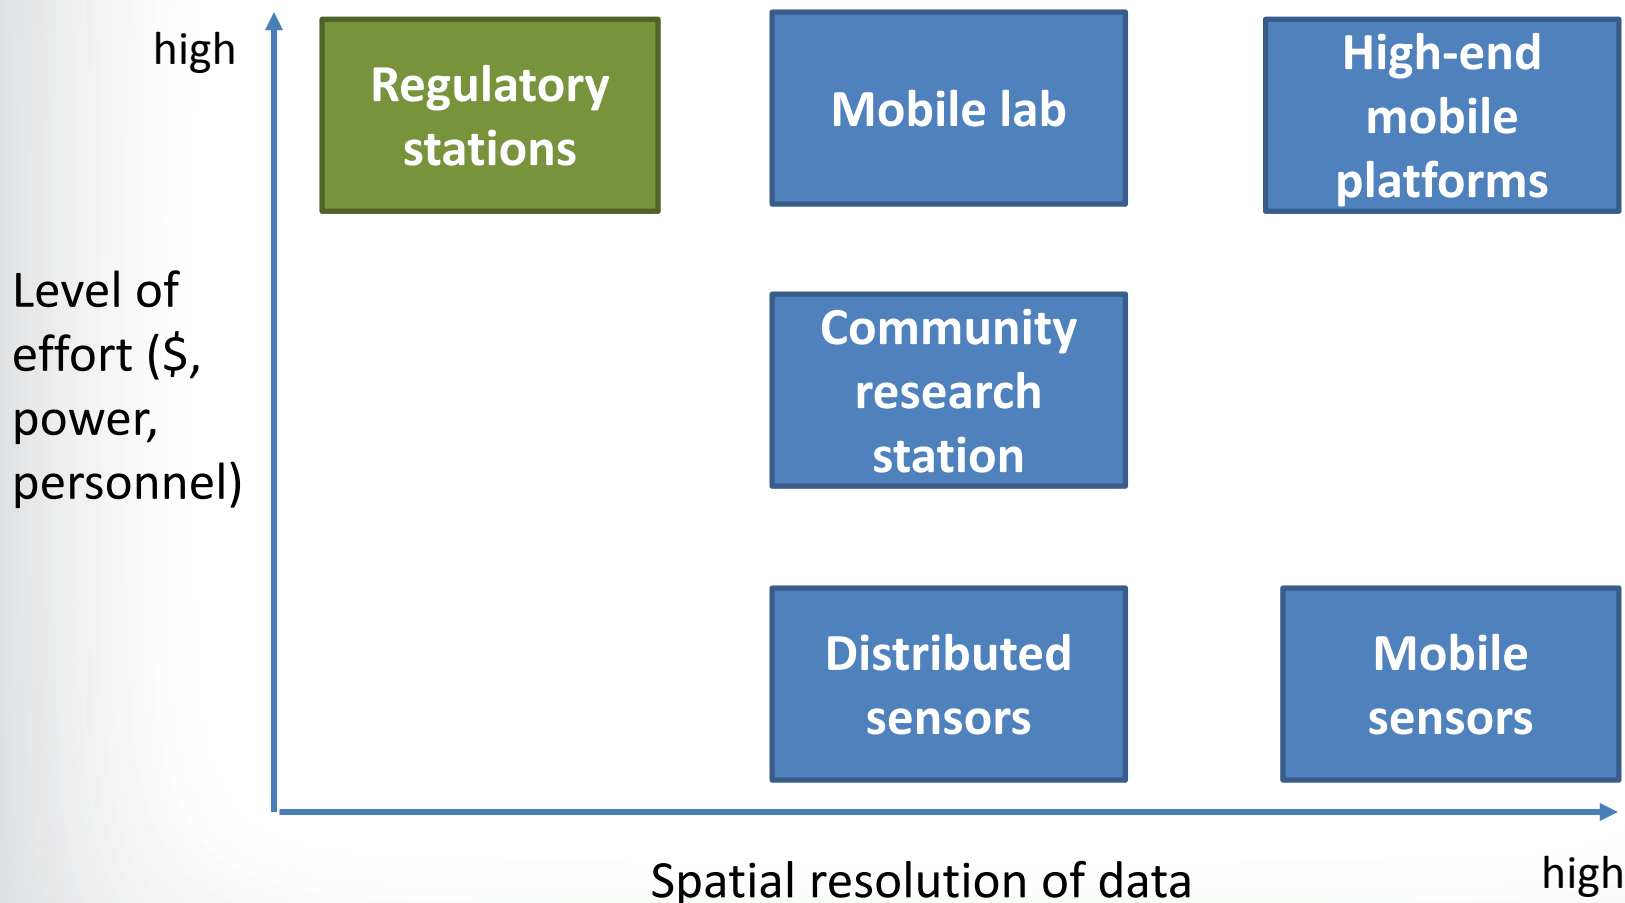 high
Regulatory
stations
Mobile lab
High-end
mobile
platforms
Level of
effort ($,
power,
personnel)
Community
research
station
Distributed
sensors
Mobile
sensors
Spatial resolution of data
high